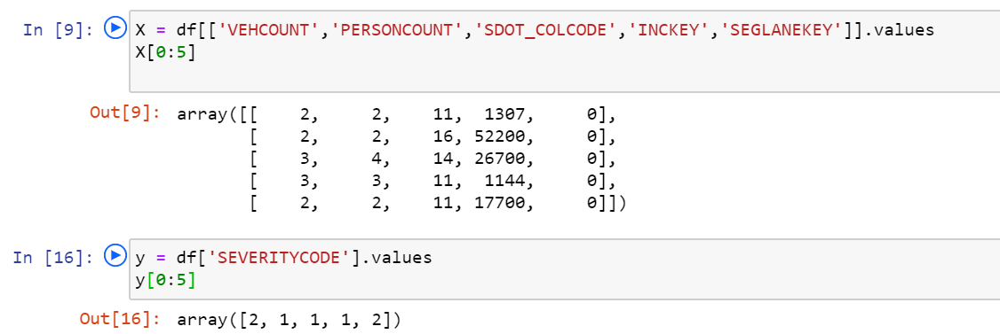 In [9]: X = df[['VEHCOUNT','PERSONCOUNT','SDOT_COLCODE','INCKEY','SEGLANEKEY']].values
X[0:5]
Out[9]: array([[ 2, 2, 11, 1307, 0],
[ 2, 2, 16, 52200, 0],
[ 3, 4, 14, 26700, 0],
[ 3, 3, 11, 1144, 0],
[ 2, 2, 11, 17700, 0]])
In [16]: y = df['SEVERITYCODE'].values
y[0:5]
Out[16]: array([2, 1, 1, 1, 2])